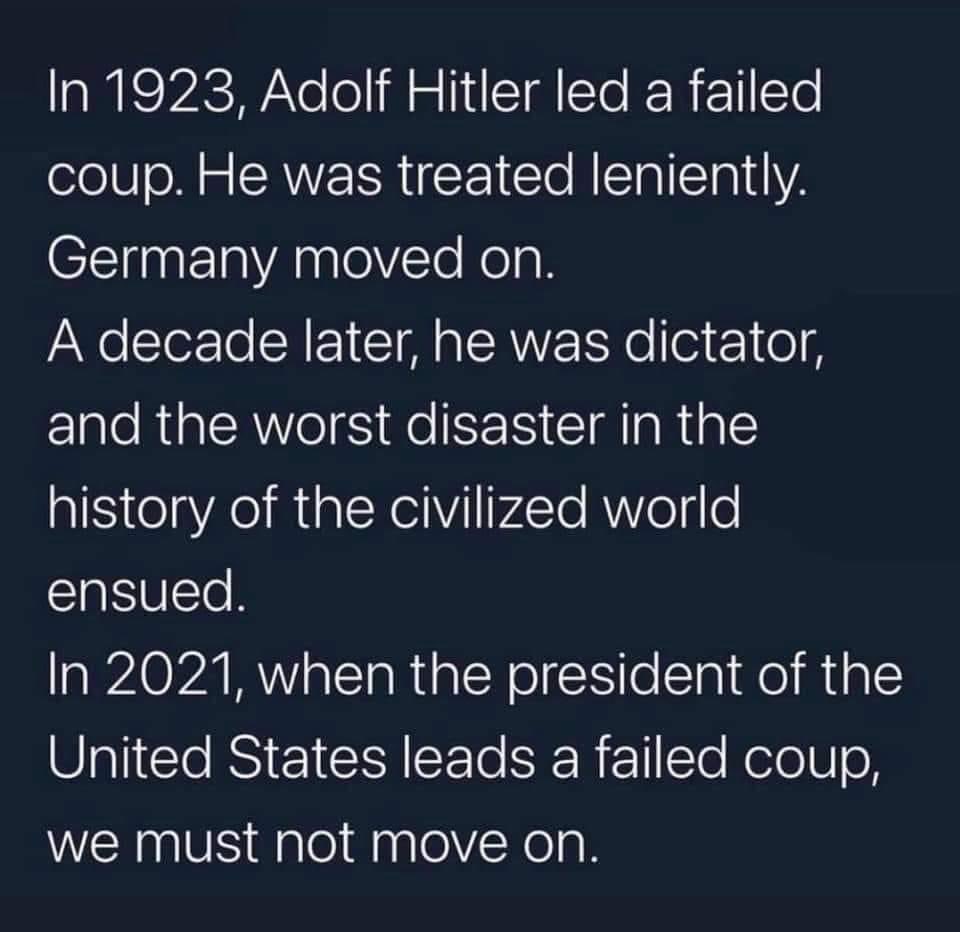 In 1923, Adolf Hitler led a failed
coup. He was treated leniently.
Germany moved on.
A decade later, he was dictator,
and the worst disaster in the
history of the civilized world
ensued.
In 2021, when the president of the
United States leads a failed coup,
we must not move on.